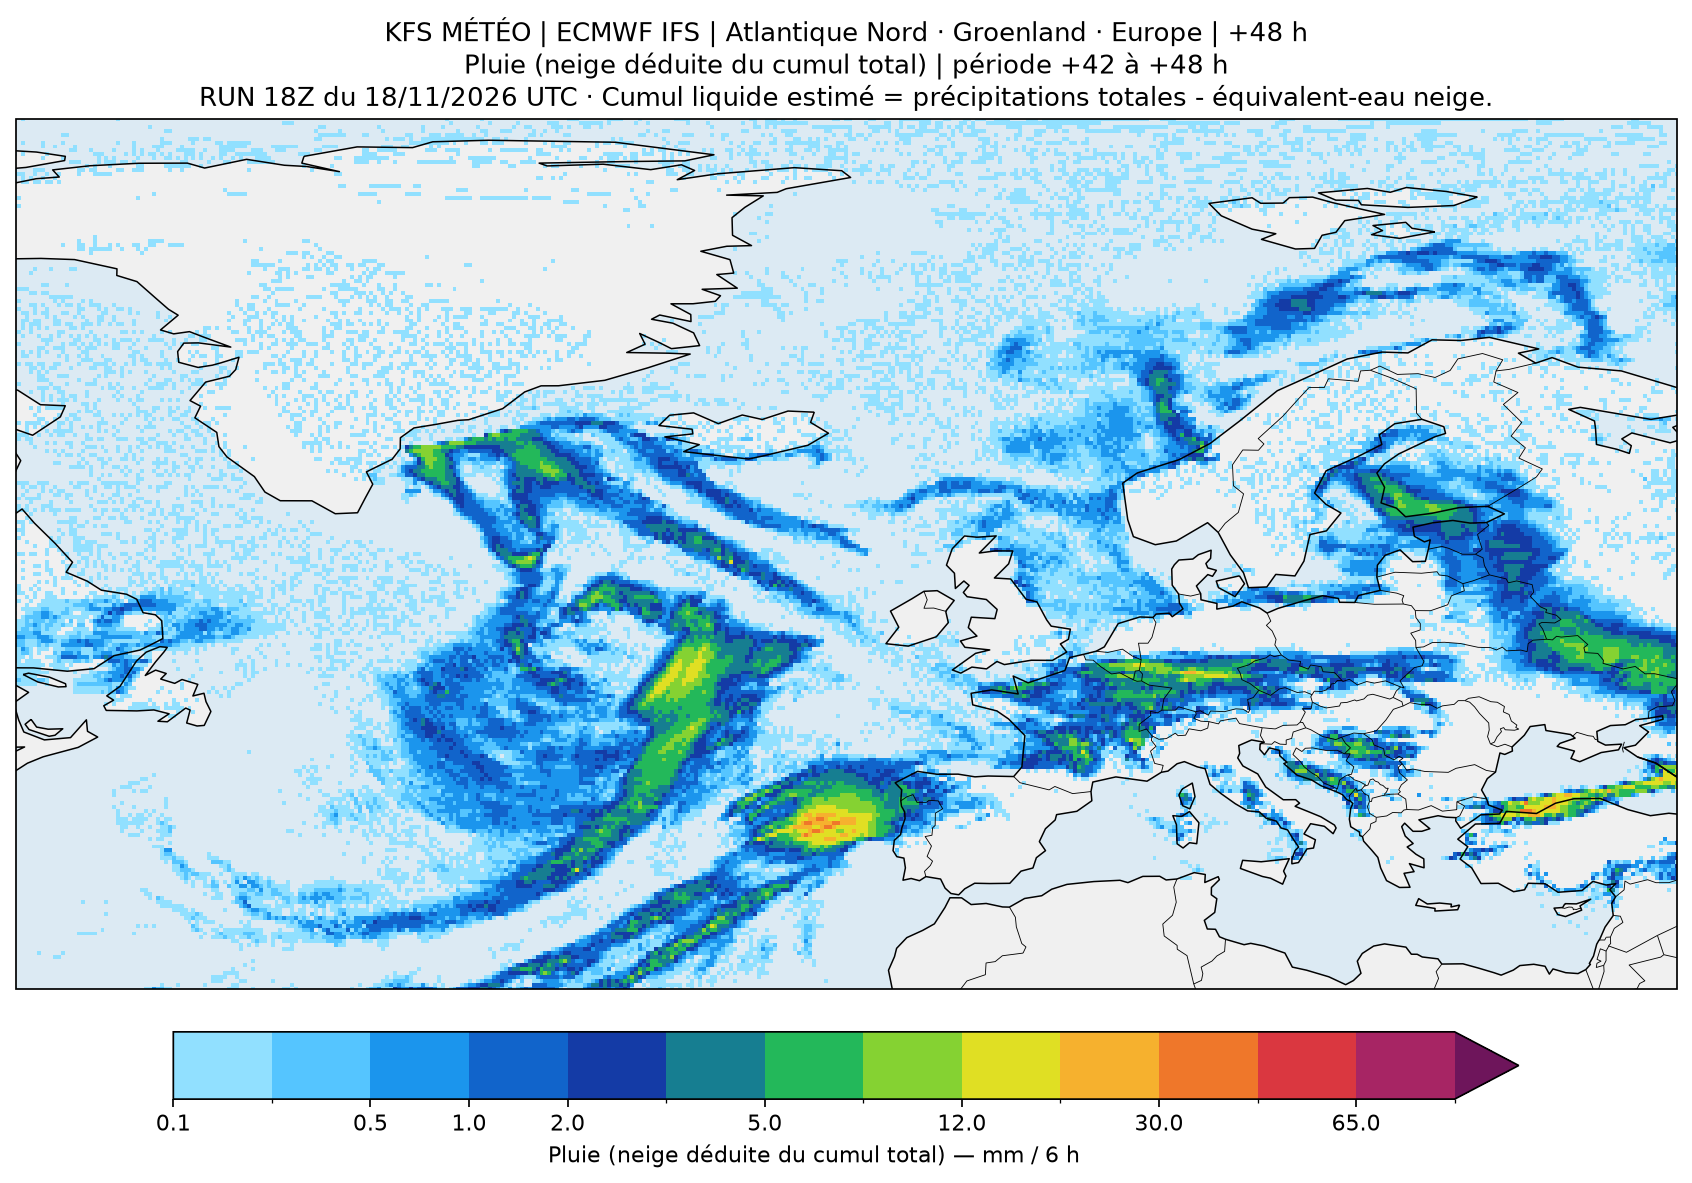 KFS MÉTÉO | ECMWF IFS | Atlantique Nord · Groenland · Europe | +48 h
Pluie (neige déduite du cumul total) | période +42 à +48 h
RUN 18Z du 18/11/2026 UTC · Cumul liquide estimé = précipitations totales - équivalent-eau neige.
0.1 0.5 1.0 2.0 5.0 12.0 30.0 65.0
Pluie (neige déduite du cumul total) — mm / 6 h